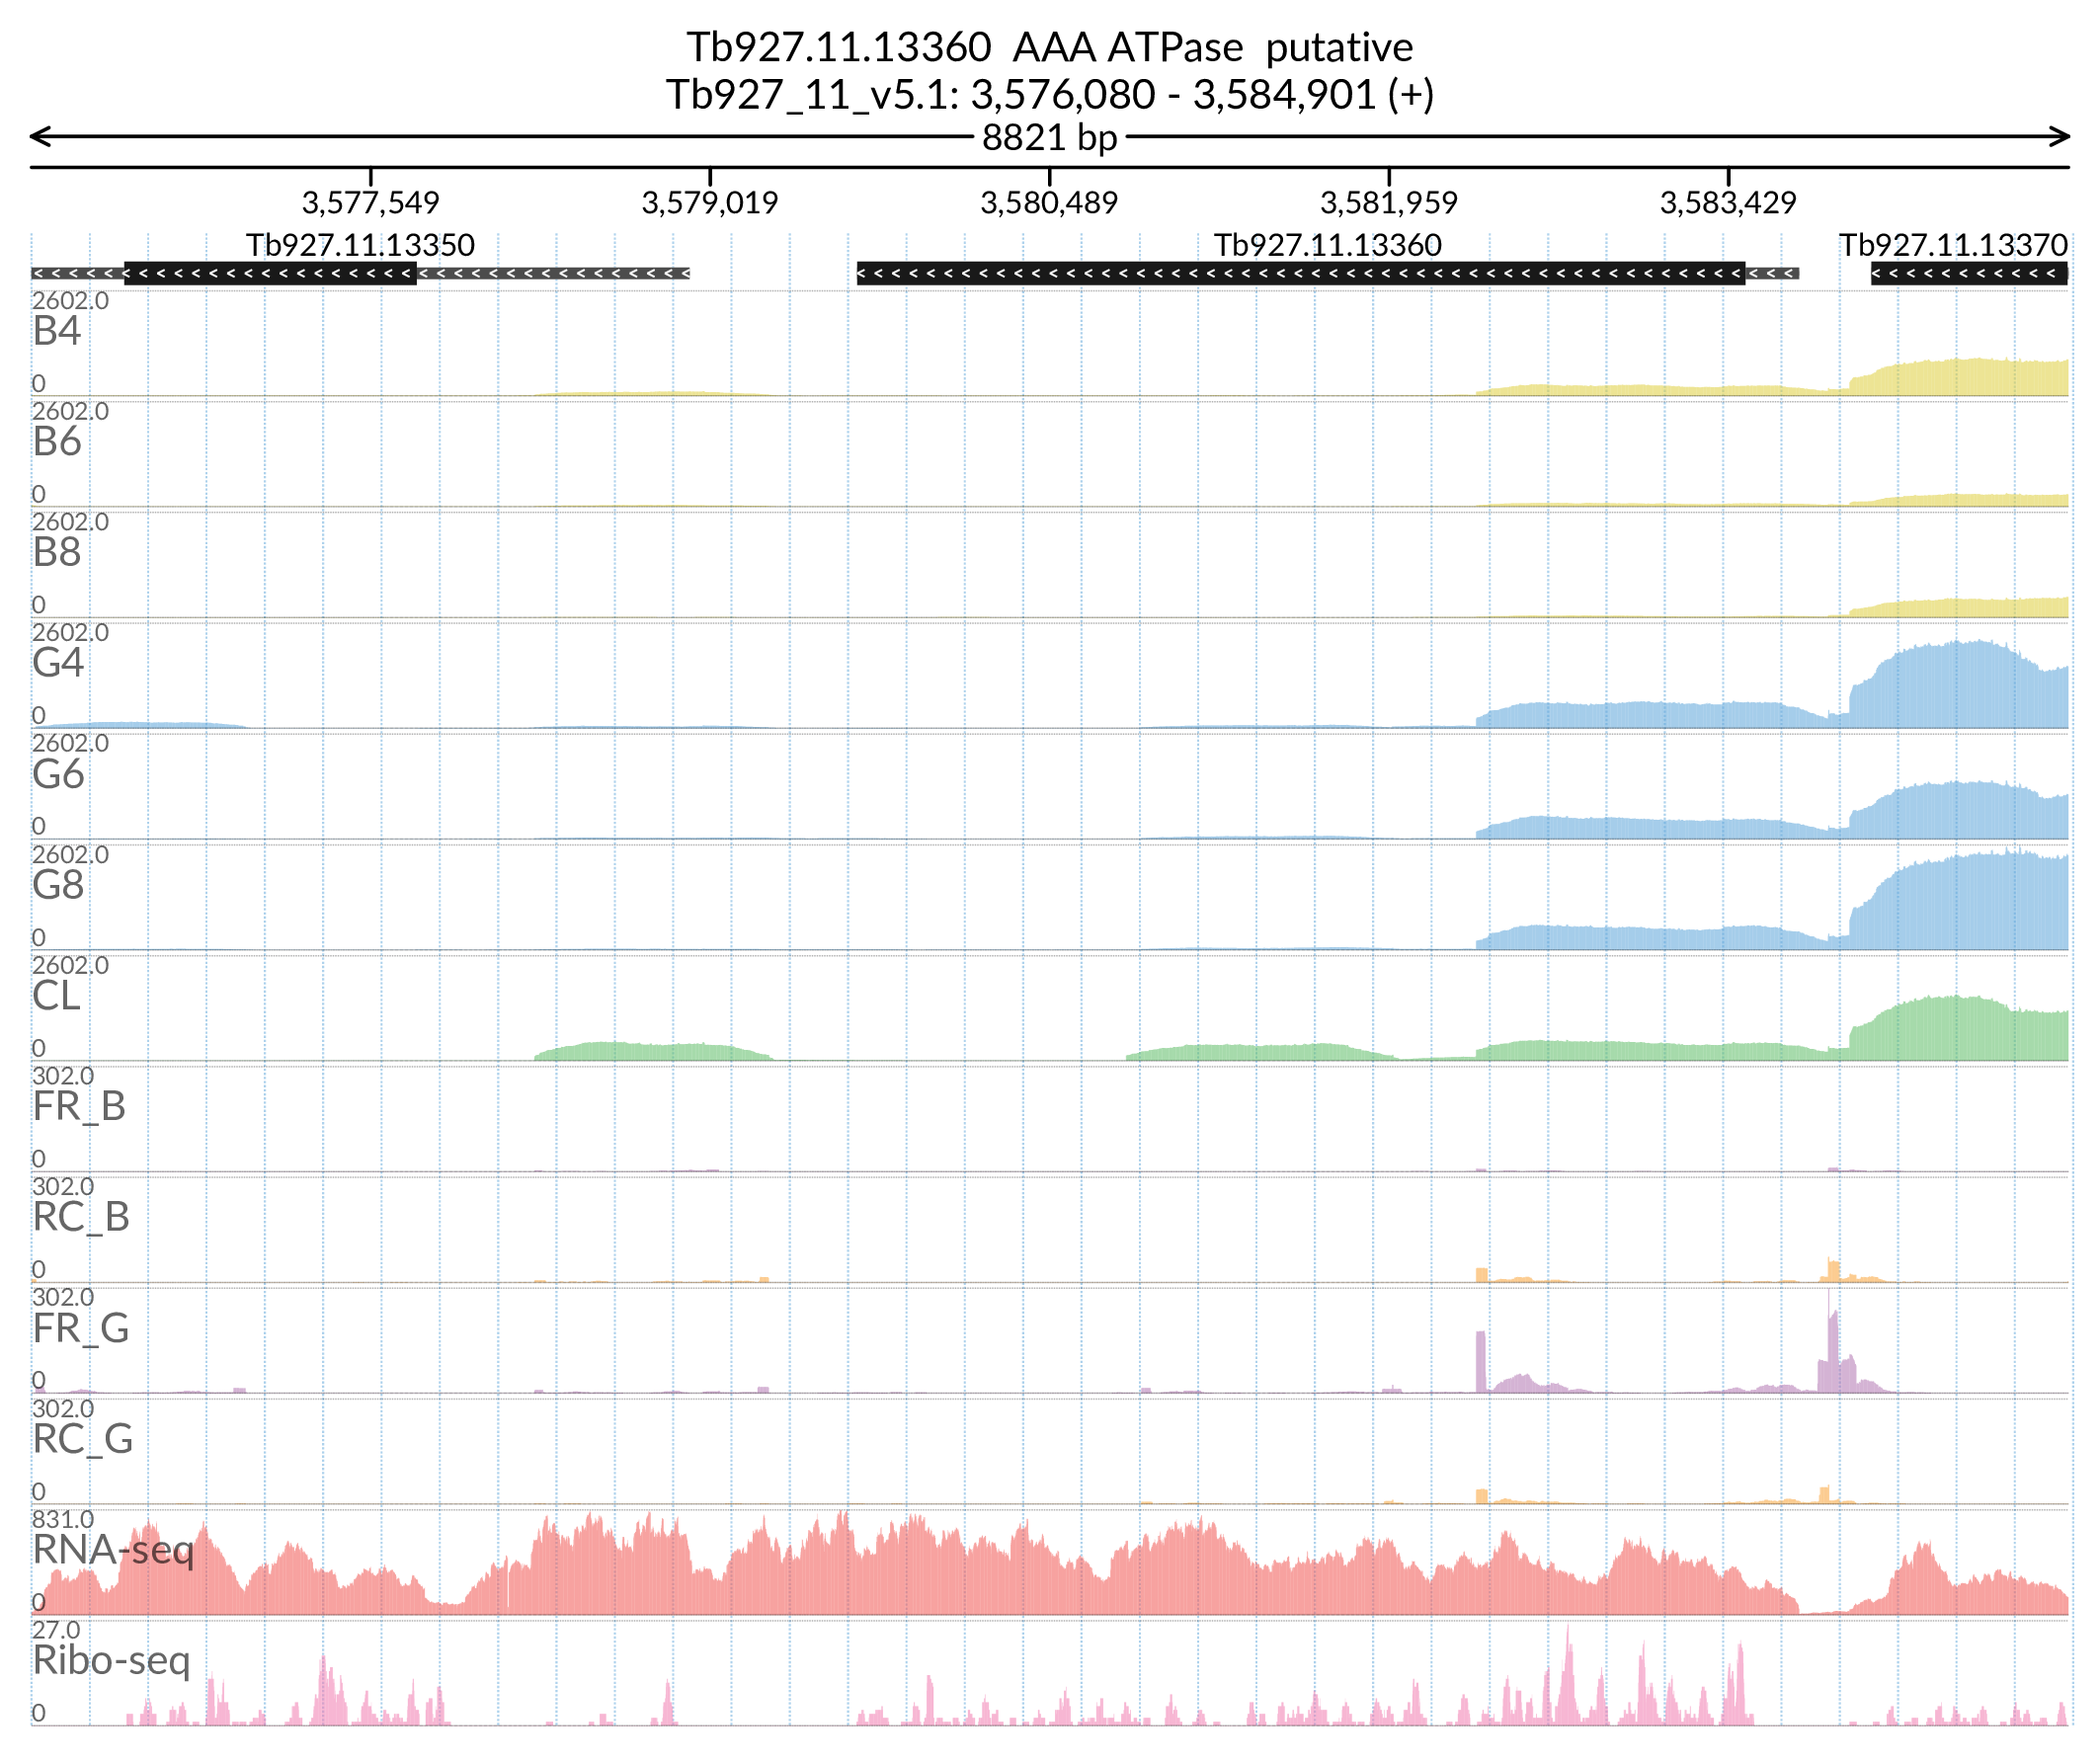 Tb927.11.13360 AAA ATPase putative
Tb927_11_v5.1: 3,576,080 - 3,584,901 (+)
8821 bp
3,577,549 3,579,019 3,580,489 3,581,959 3,583,429
Tb927.11.13350 Tb927.11.13360 Tb927.11.13370
2602.0
B4
0
2602.0
B6
0
2602.0
B8
0
2602.0
G4
0
2602.0
G6
0
2602.0
G8
0
2602.0
CL
0
302.0
FR_B
0
302.0
RC_B
0
302.0
FR_G
0
302.0
RC_G
0
831.0
RNA-seq
0
27.0
Ribo-seq
0